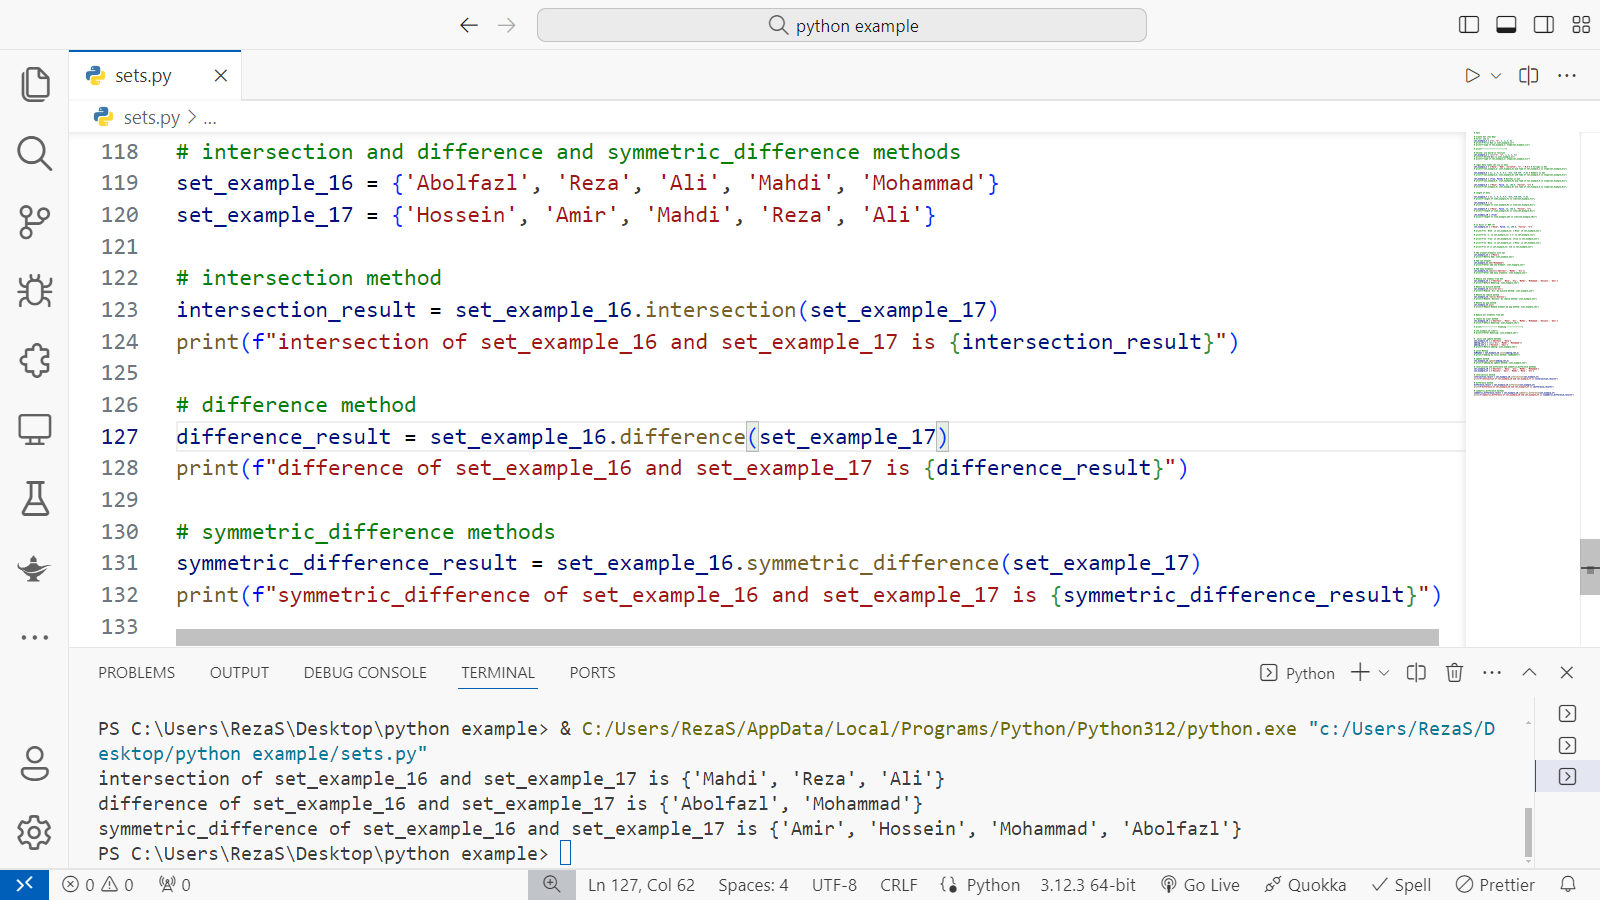 python example
sets.py
sets.py > ...
118 # intersection and difference and symmetric_difference methods
119 set_example_16 = {'Abolfazl', 'Reza', 'Ali', 'Mahdi', 'Mohammad'}
120 set_example_17 = {'Hossein', 'Amir', 'Mahdi', 'Reza', 'Ali'}
121
122 # intersection method
123 intersection_result = set_example_16.intersection(set_example_17)
124 print(f"intersection of set_example_16 and set_example_17 is {intersection_result}")
125
126 # difference method
127 difference_result = set_example_16.difference(set_example_17)
128 print(f"difference of set_example_16 and set_example_17 is {difference_result}")
129
130 # symmetric_difference methods
131 symmetric_difference_result = set_example_16.symmetric_difference(set_example_17)
132 print(f"symmetric_difference of set_example_16 and set_example_17 is {symmetric_difference_result}")
133
PROBLEMS OUTPUT DEBUG CONSOLE TERMINAL PORTS Python
PS C:\Users\RezaS\Desktop\python example> & C:/Users/RezaS/AppData/Local/Programs/Python/Python312/python.exe "c:/Users/RezaS/D
esktop/python example/sets.py"
intersection of set_example_16 and set_example_17 is {'Mahdi', 'Reza', 'Ali'}
difference of set_example_16 and set_example_17 is {'Abolfazl', 'Mohammad'}
symmetric_difference of set_example_16 and set_example_17 is {'Amir', 'Hossein', 'Mohammad', 'Abolfazl'}
PS C:\Users\RezaS\Desktop\python example>
0 0 0 Ln 127, Col 62 Spaces: 4 UTF-8 CRLF Python 3.12.3 64-bit Go Live Quokka Spell Prettier